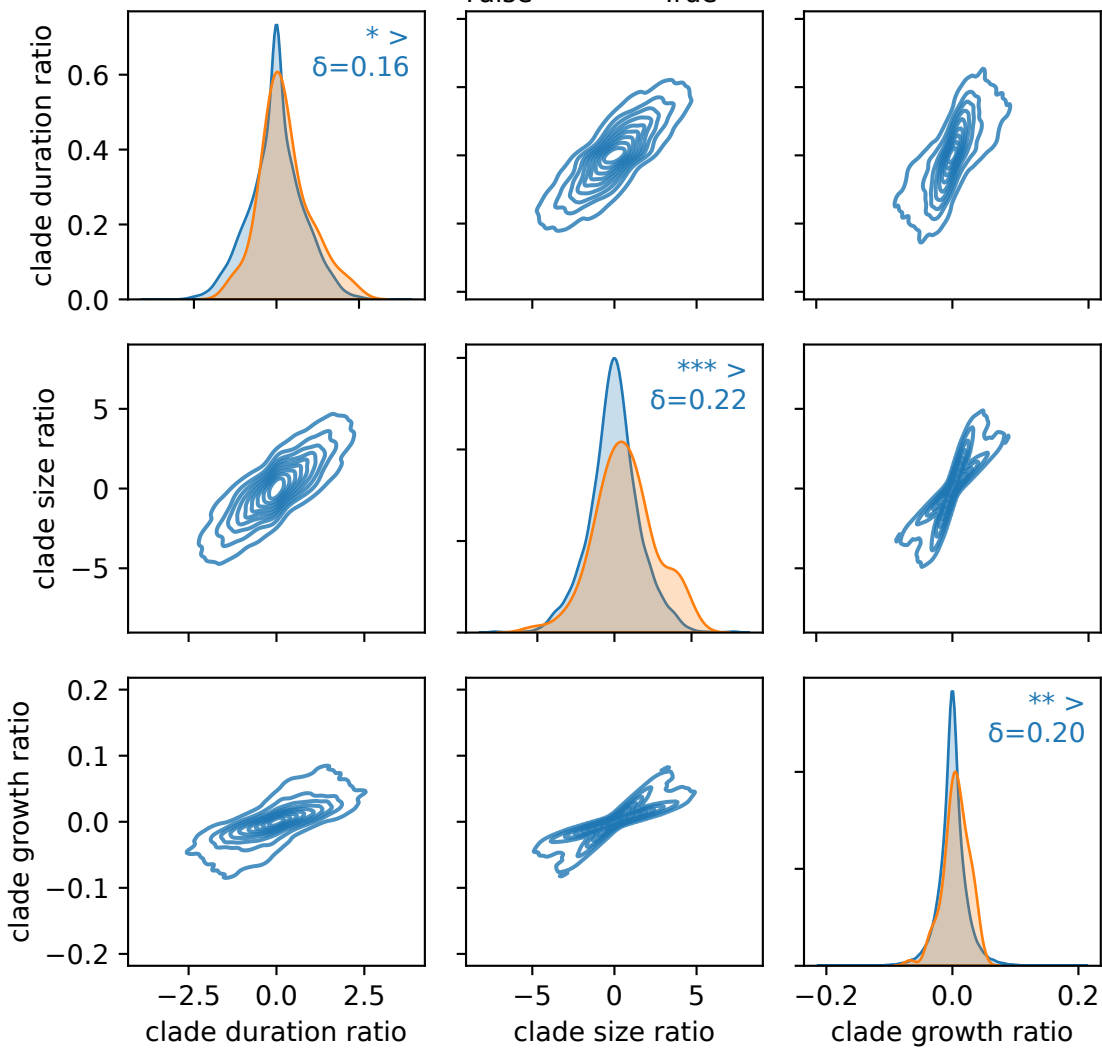 True
clade duration ratio
0.6
0.4
0.2
0.0
* >
δ=0.16
clade size ratio
5
0
−5
*** >
δ=0.22
clade growth ratio
0.2
0.1
0.0
−0.1
−0.2
** >
δ=0.20
−2.5 0.0 2.5
−5 0 5
−0.2 0.0 0.2
clade duration ratio
clade size ratio
clade growth ratio